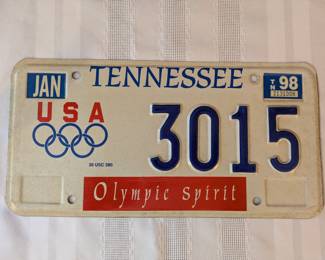 JAN
TENNESSEE
TN 98
USA
3015
36 USC 380
Olympic Spirit